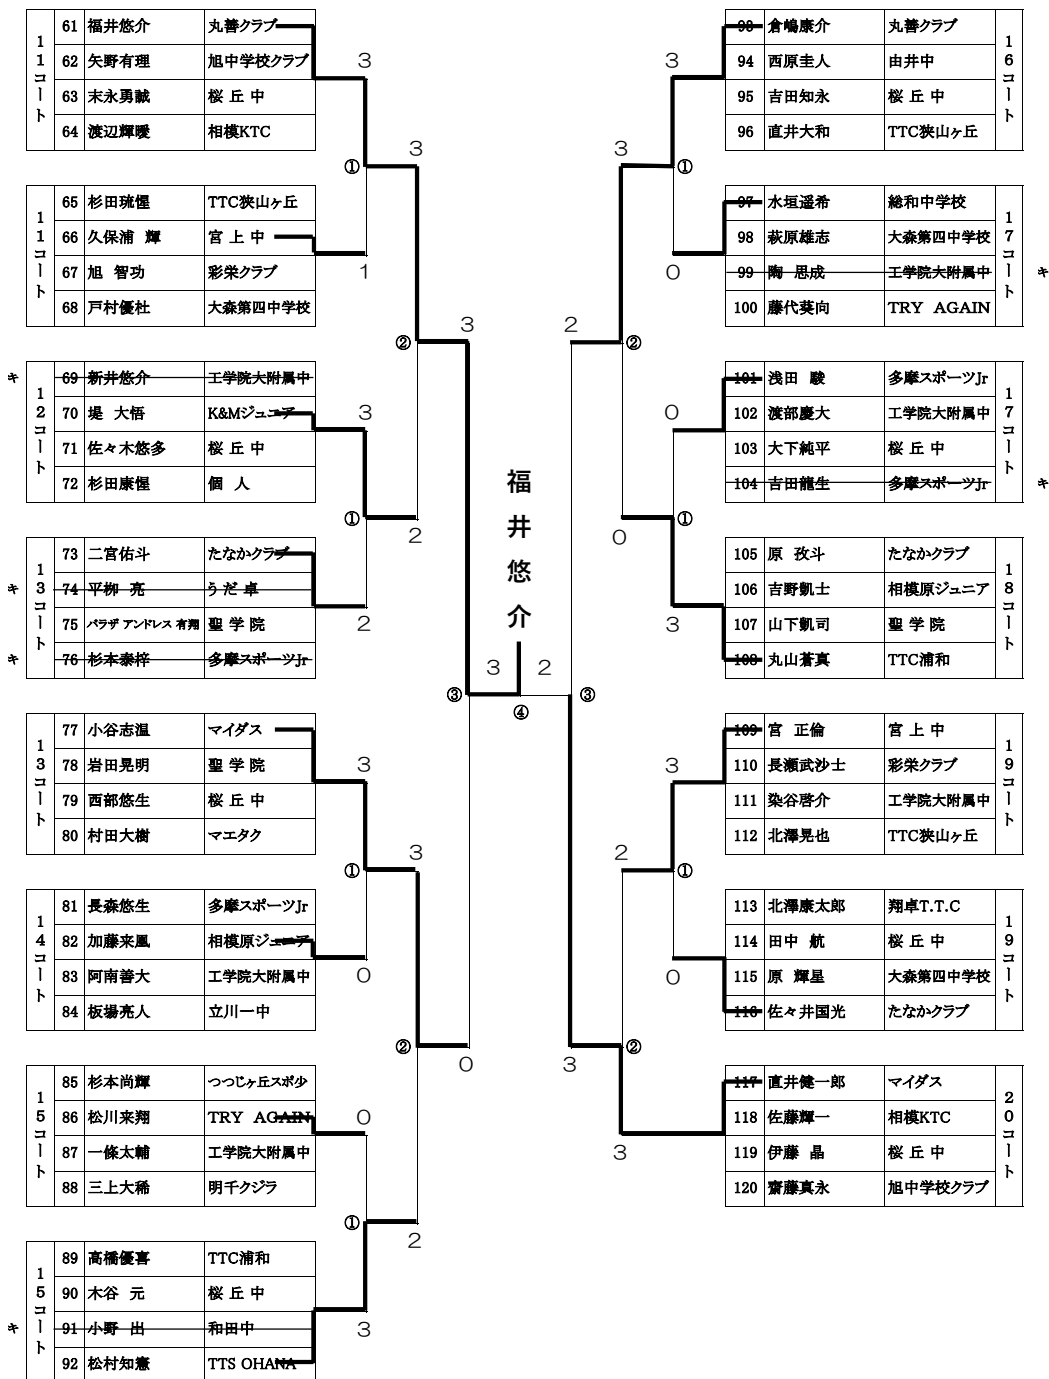 11コート
61 福井悠介 丸善クラブ
62 矢野有理 旭中学校クラブ
63 末永勇誠 桜 丘 中
64 渡辺輝暖 相模KTC
11コート
65 杉田琉惺 TTC狭山ヶ丘
66 久保浦 輝 宮 上 中
67 旭 智功 彩栄クラブ
68 戸村優杜 大森第四中学校
12コート
キ 69 新井悠介 工学院大附属中
70 堤 大悟 K&Mジュニア
71 佐々木悠多 桜 丘 中
72 杉田康惺 個 人
13コート
73 二宮佑斗 たなかクラブ
キ 74 平柳 亮 うだ 卓
75 バラザ アンドレス 有翔 聖 学 院
キ 76 杉本泰梓 多摩スポーツJr
13コート
77 小谷志温 マイダス
78 岩田晃明 聖 学 院
79 西部悠生 桜 丘 中
80 村田大樹 マエタク
14コート
81 長森悠生 多摩スポーツJr
82 加藤来凰 相模原ジュニア
83 阿南善大 工学院大附属中
84 板場亮人 立川一中
15コート
85 杉本尚輝 つつじヶ丘スポ少
86 松川来翔 TRY AGAIN
87 一條太輔 工学院大附属中
88 三上大稀 明千クジラ
15コート
89 高橋優喜 TTC浦和
90 木谷 元 桜 丘 中
キ 91 小野 出 和田中
92 松村知憲 TTS OHANA
3
①
1
3
①
2
3
①
0
0
①
3
3
②
2
3
②
2
3
③
0
福井悠介
3 2
④
2
③
3
3
②
0
2
②
3
3
①
0
0
①
3
3
①
0
16コート
93 倉嶋康介 丸善クラブ
94 西原圭人 由井中
95 吉田知永 桜 丘 中
96 直井大和 TTC狭山ヶ丘
17コート
97 水垣遥希 総和中学校
98 萩原雄志 大森第四中学校
99 陶 思成 工学院大附属中 キ
100 藤代葵向 TRY AGAIN
17コート
101 浅田 駿 多摩スポーツJr
102 渡部慶大 工学院大附属中
103 大下純平 桜 丘 中
104 吉田龍生 多摩スポーツJr キ
18コート
105 原 孜斗 たなかクラブ
106 吉野凱士 相模原ジュニア
107 山下凱司 聖 学 院
108 丸山蒼真 TTC浦和
19コート
109 宮 正倫 宮 上 中
110 長瀬武沙士 彩栄クラブ
111 染谷啓介 工学院大附属中
112 北澤晃也 TTC狭山ヶ丘
19コート
113 北澤康太郎 翔卓T.T.C
114 田中 航 桜 丘 中
115 原 輝星 大森第四中学校
116 佐々井国光 たなかクラブ
20コート
117 直井健一郎 マイダス
118 佐藤輝一 相模KTC
119 伊藤 晶 桜 丘 中
120 齋藤真永 旭中学校クラブ